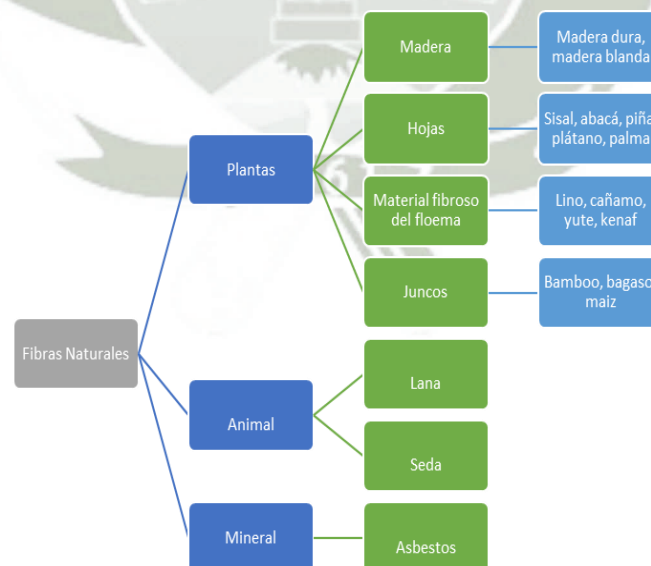 Madera
Madera dura,
madera blanda
Hojas
Sisal, abacá, piña
plátano, palma
Plantas
Material fibroso
del floema
Lino, cañamo,
yute, kenaf
Juncos
Bamboo, bagaso
maiz
Fibras Naturales
Lana
Animal
Seda
Mineral
Asbestos